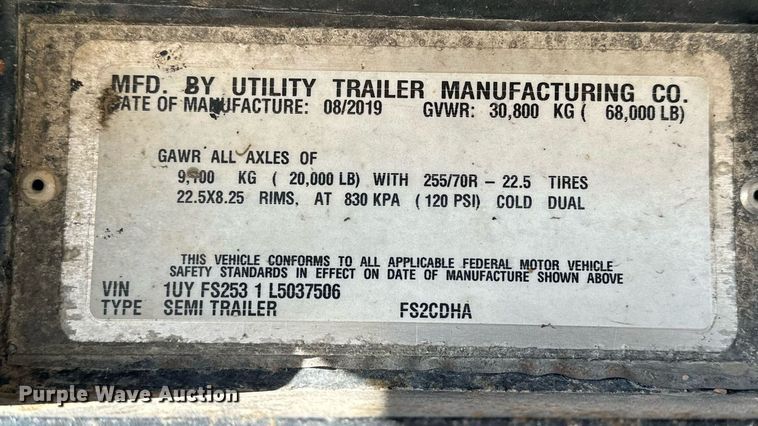 MFD. BY UTILITY TRAILER MANUFACTURING CO.
DATE OF MANUFACTURE: 08/2019 GVWR: 30,800 KG ( 68,000 LB)
GAWR ALL AXLES OF
9,100 KG ( 20,000 LB) WITH 255/70R - 22.5 TIRES
22.5X8.25 RIMS, AT 830 KPA ( 120 PSI) COLD DUAL
THIS VEHICLE CONFORMS TO ALL APPLICABLE FEDERAL MOTOR VEHICLE
SAFETY STANDARDS IN EFFECT ON DATE OF MANUFACTURE SHOWN ABOVE
VIN 1UY FS253 1 L5037506
TYPE SEMI TRAILER FS2CDHA
Purple Wave Auction